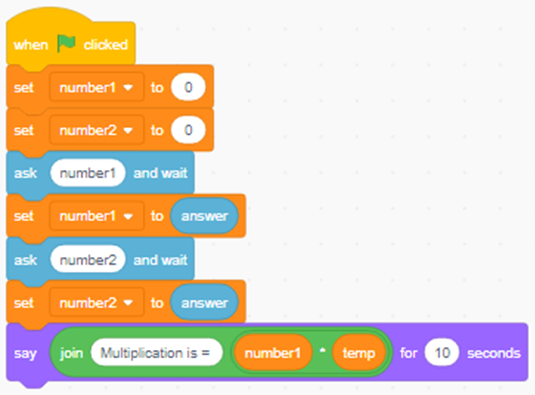 when clicked
set number1 to 0
set number2 to 0
ask number1 and wait
set number1 to answer
ask number2 and wait
set number2 to answer
say join Multiplication is = number1 * temp for 10 seconds